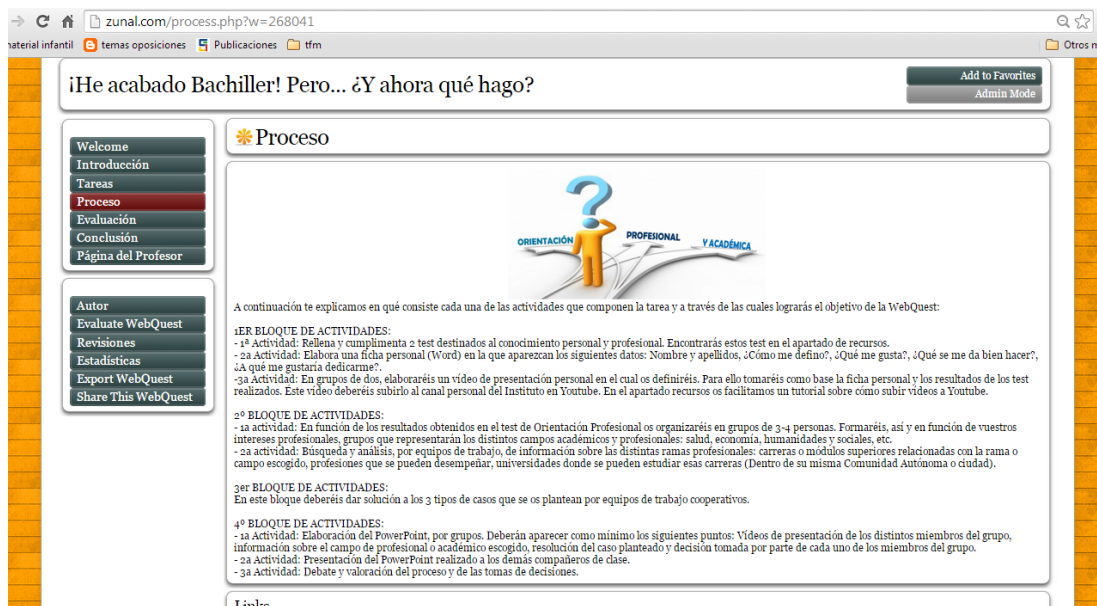 zunal.com/process.php?w=268041
material infantil
temas oposiciones
Publicaciones
tfm
Otros m
¡He acabado Bachiller! Pero... ¿Y ahora qué hago?
Add to Favorites
Admin Mode
Welcome
Introducción
Tareas
Proceso
Evaluación
Conclusión
Página del Profesor
Autor
Evaluate WebQuest
Revisiones
Estadísticas
Export WebQuest
Share This WebQuest
Proceso
ORIENTACIÓN
PROFESIONAL
Y ACADÉMICA
A continuación te explicamos en qué consiste cada una de las actividades que componen la tarea y a través de las cuales lograrás el objetivo de la WebQuest:
1ER BLOQUE DE ACTIVIDADES:
- 1ª Actividad: Rellena y cumplimenta 2 test destinados al conocimiento personal y profesional. Encontrarás estos test en el apartado de recursos.
- 2a Actividad: Elabora una ficha personal (Word) en la que aparezcan los siguientes datos: Nombre y apellidos, ¿Cómo me defino?, ¿Qué me gusta?, ¿Qué se me da bien hacer?,
¿A qué me gustaría dedicarme?.
-3a Actividad: En grupos de dos, elaboraréis un vídeo de presentación personal en el cual os definiréis. Para ello tomaréis como base la ficha personal y los resultados de los test
realizados. Éste vídeo deberéis subirlo al canal personal del Instituto en Youtube. En el apartado recursos os facilitamos un tutorial sobre cómo subir vídeos a Youtube.
2º BLOQUE DE ACTIVIDADES:
- 1a actividad: En función de los resultados obtenidos en el test de Orientación Profesional os organizaréis en grupos de 3-4 personas. Formaréis, así y en función de vuestros
intereses profesionales, grupos que representarán los distintos campos académicos y profesionales: salud, economía, humanidades y sociales, etc.
- 2a actividad: Búsqueda y análisis, por equipos de trabajo, de información sobre las distintas ramas profesionales: carreras o módulos superiores relacionadas con la rama o
campo escogido, profesiones que se pueden desempeñar, universidades donde se pueden estudiar esas carreras (Dentro de su misma Comunidad Autónoma o ciudad).
3er BLOQUE DE ACTIVIDADES:
En este bloque deberéis dar solución a los 3 tipos de casos que se os plantean por equipos de trabajo cooperativos.
4º BLOQUE DE ACTIVIDADES:
- 1a Actividad: Elaboración del PowerPoint, por grupos. Deberán aparecer como mínimo los siguientes puntos: Vídeos de presentación de los distintos miembros del grupo,
información sobre el campo de profesional o académico escogido, resolución del caso planteado y decisión tomada por parte de cada uno de los miembros del grupo.
- 2a Actividad: Presentación del PowerPoint realizado a los demás compañeros de clase.
- 3a Actividad: Debate y valoración del proceso y de las tomas de decisiones.
Links